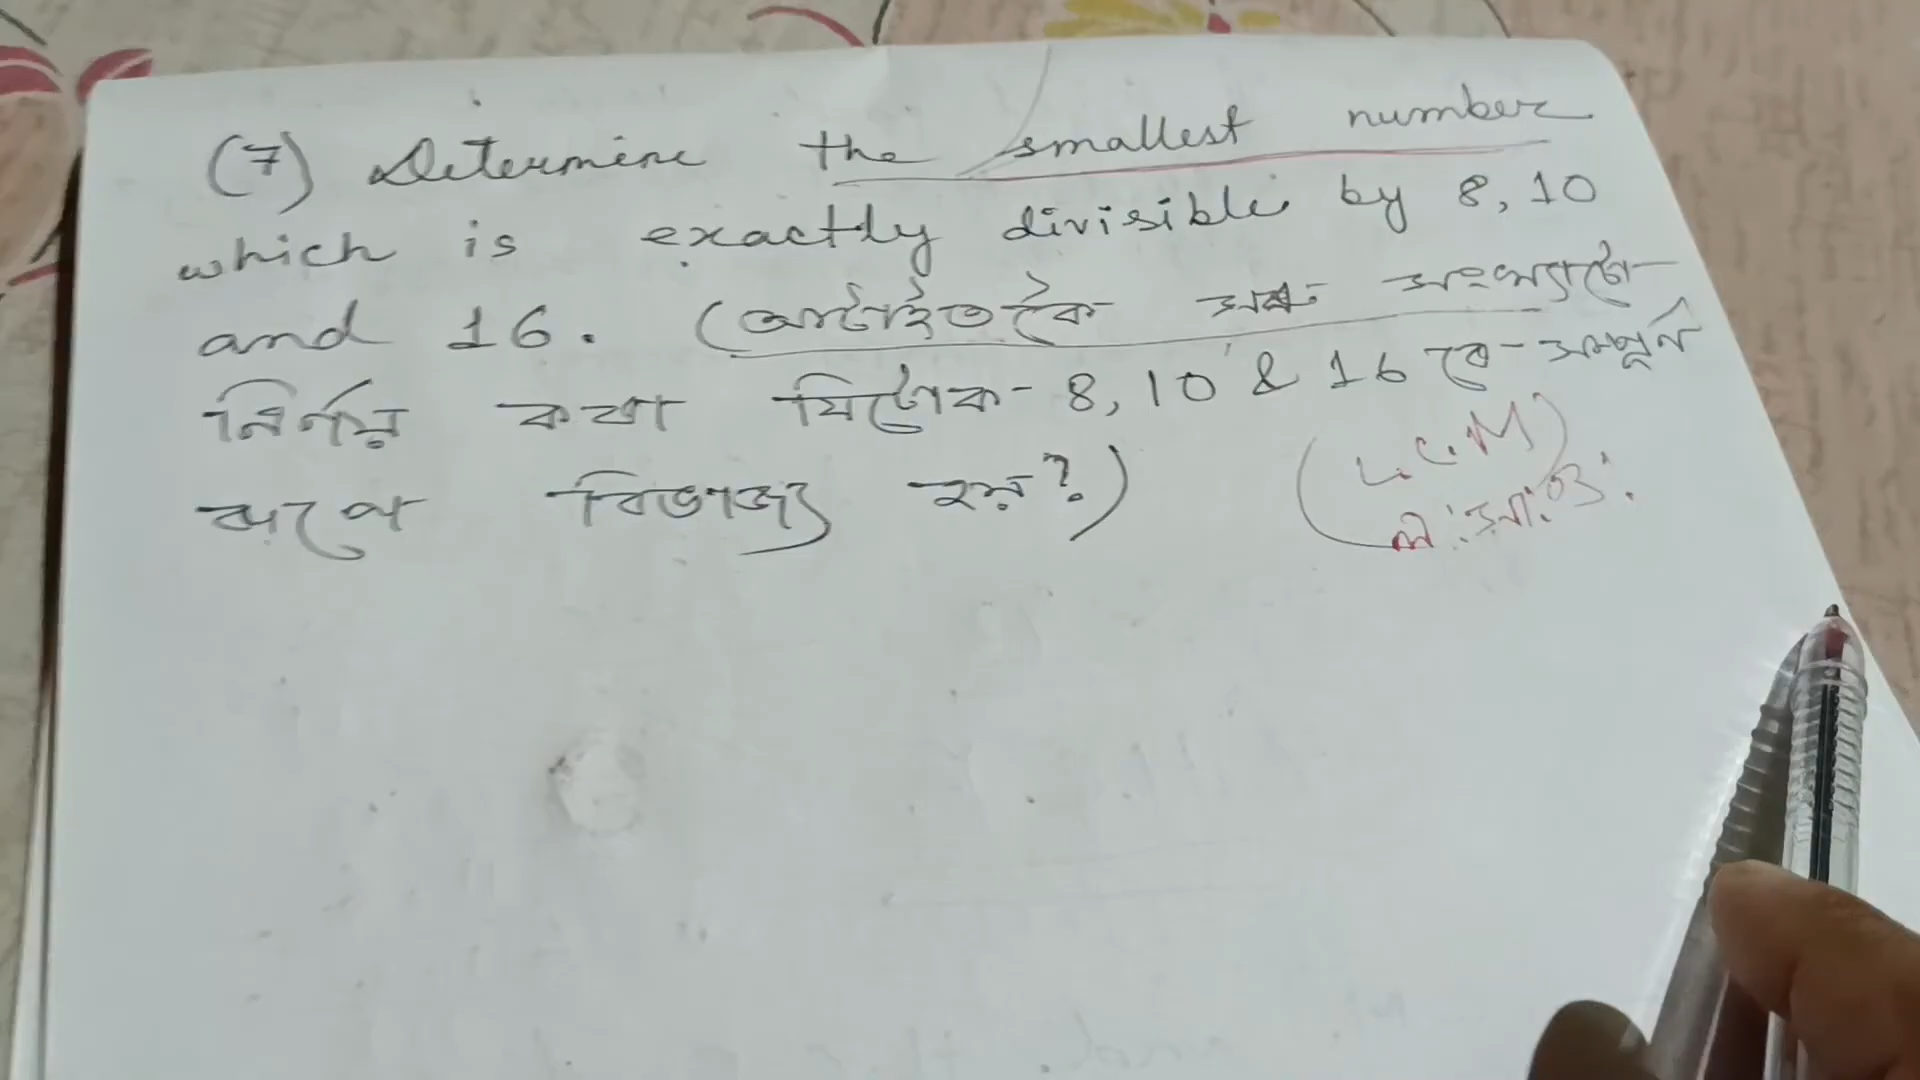 (7) Determine the smallest number
which is exactly divisible by 8, 10
and 16. (আটাইতকৈ সৰু সংখ্যাটো
নিৰ্ণয় কৰা যিটোক 8, 10 & 16 ৰে সম্পূৰ্ণ
ৰূপে বিভাজ্য হয়?)
(L.C.M)
ল:সা:গু: